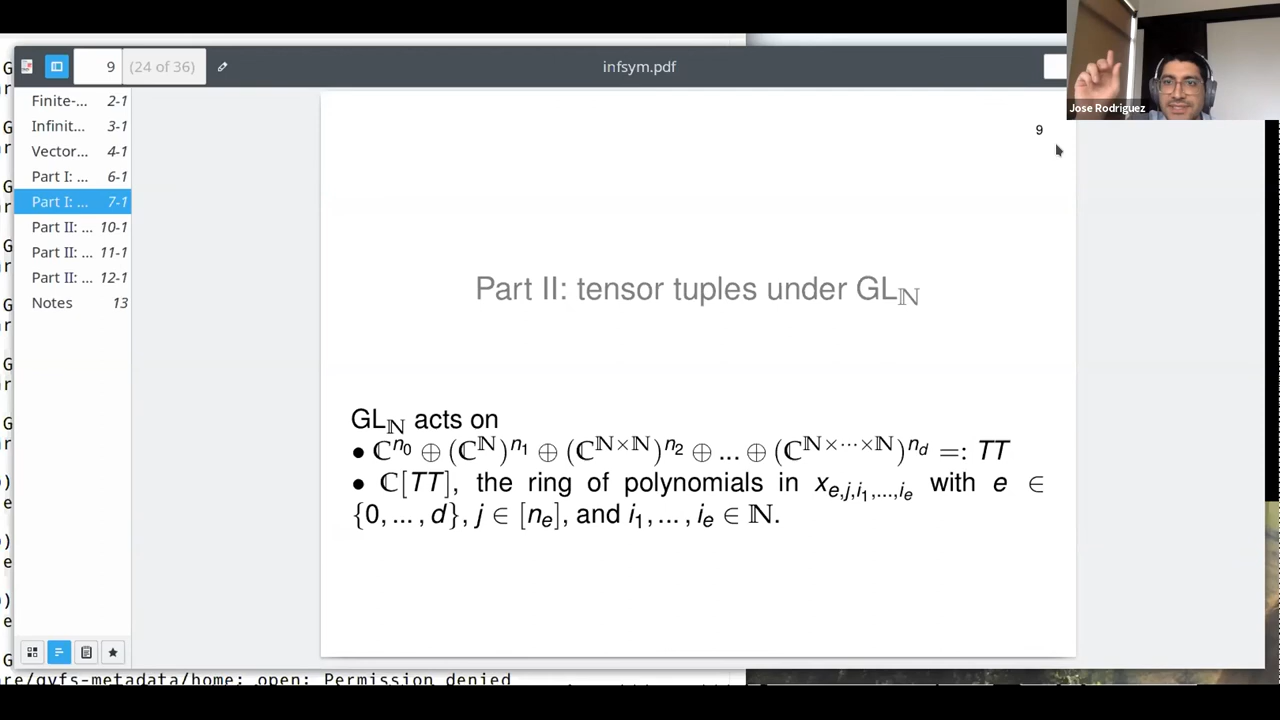 9 (24 of 36) infsym.pdf
Jose Rodriguez
Finite-... 2-1
Infinit... 3-1
Vector... 4-1
Part I: ... 6-1
Part I: ... 7-1
Part II: ... 10-1
Part II: ... 11-1
Part II: ... 12-1
Notes 13
9
Part II: tensor tuples under GL_ℕ
GL_ℕ acts on
• ℂ^{n_0} ⊕ (ℂ^ℕ)^{n_1} ⊕ (ℂ^{ℕ×ℕ})^{n_2} ⊕ ... ⊕ (ℂ^{ℕ×···×ℕ})^{n_d} =: TT
• ℂ[TT], the ring of polynomials in x_{e,j,i_1,...,i_e} with e ∈
{0, ... , d}, j ∈ [n_e], and i_1, ... , i_e ∈ ℕ.
are/gvfs-metadata/home: open: Permission denied